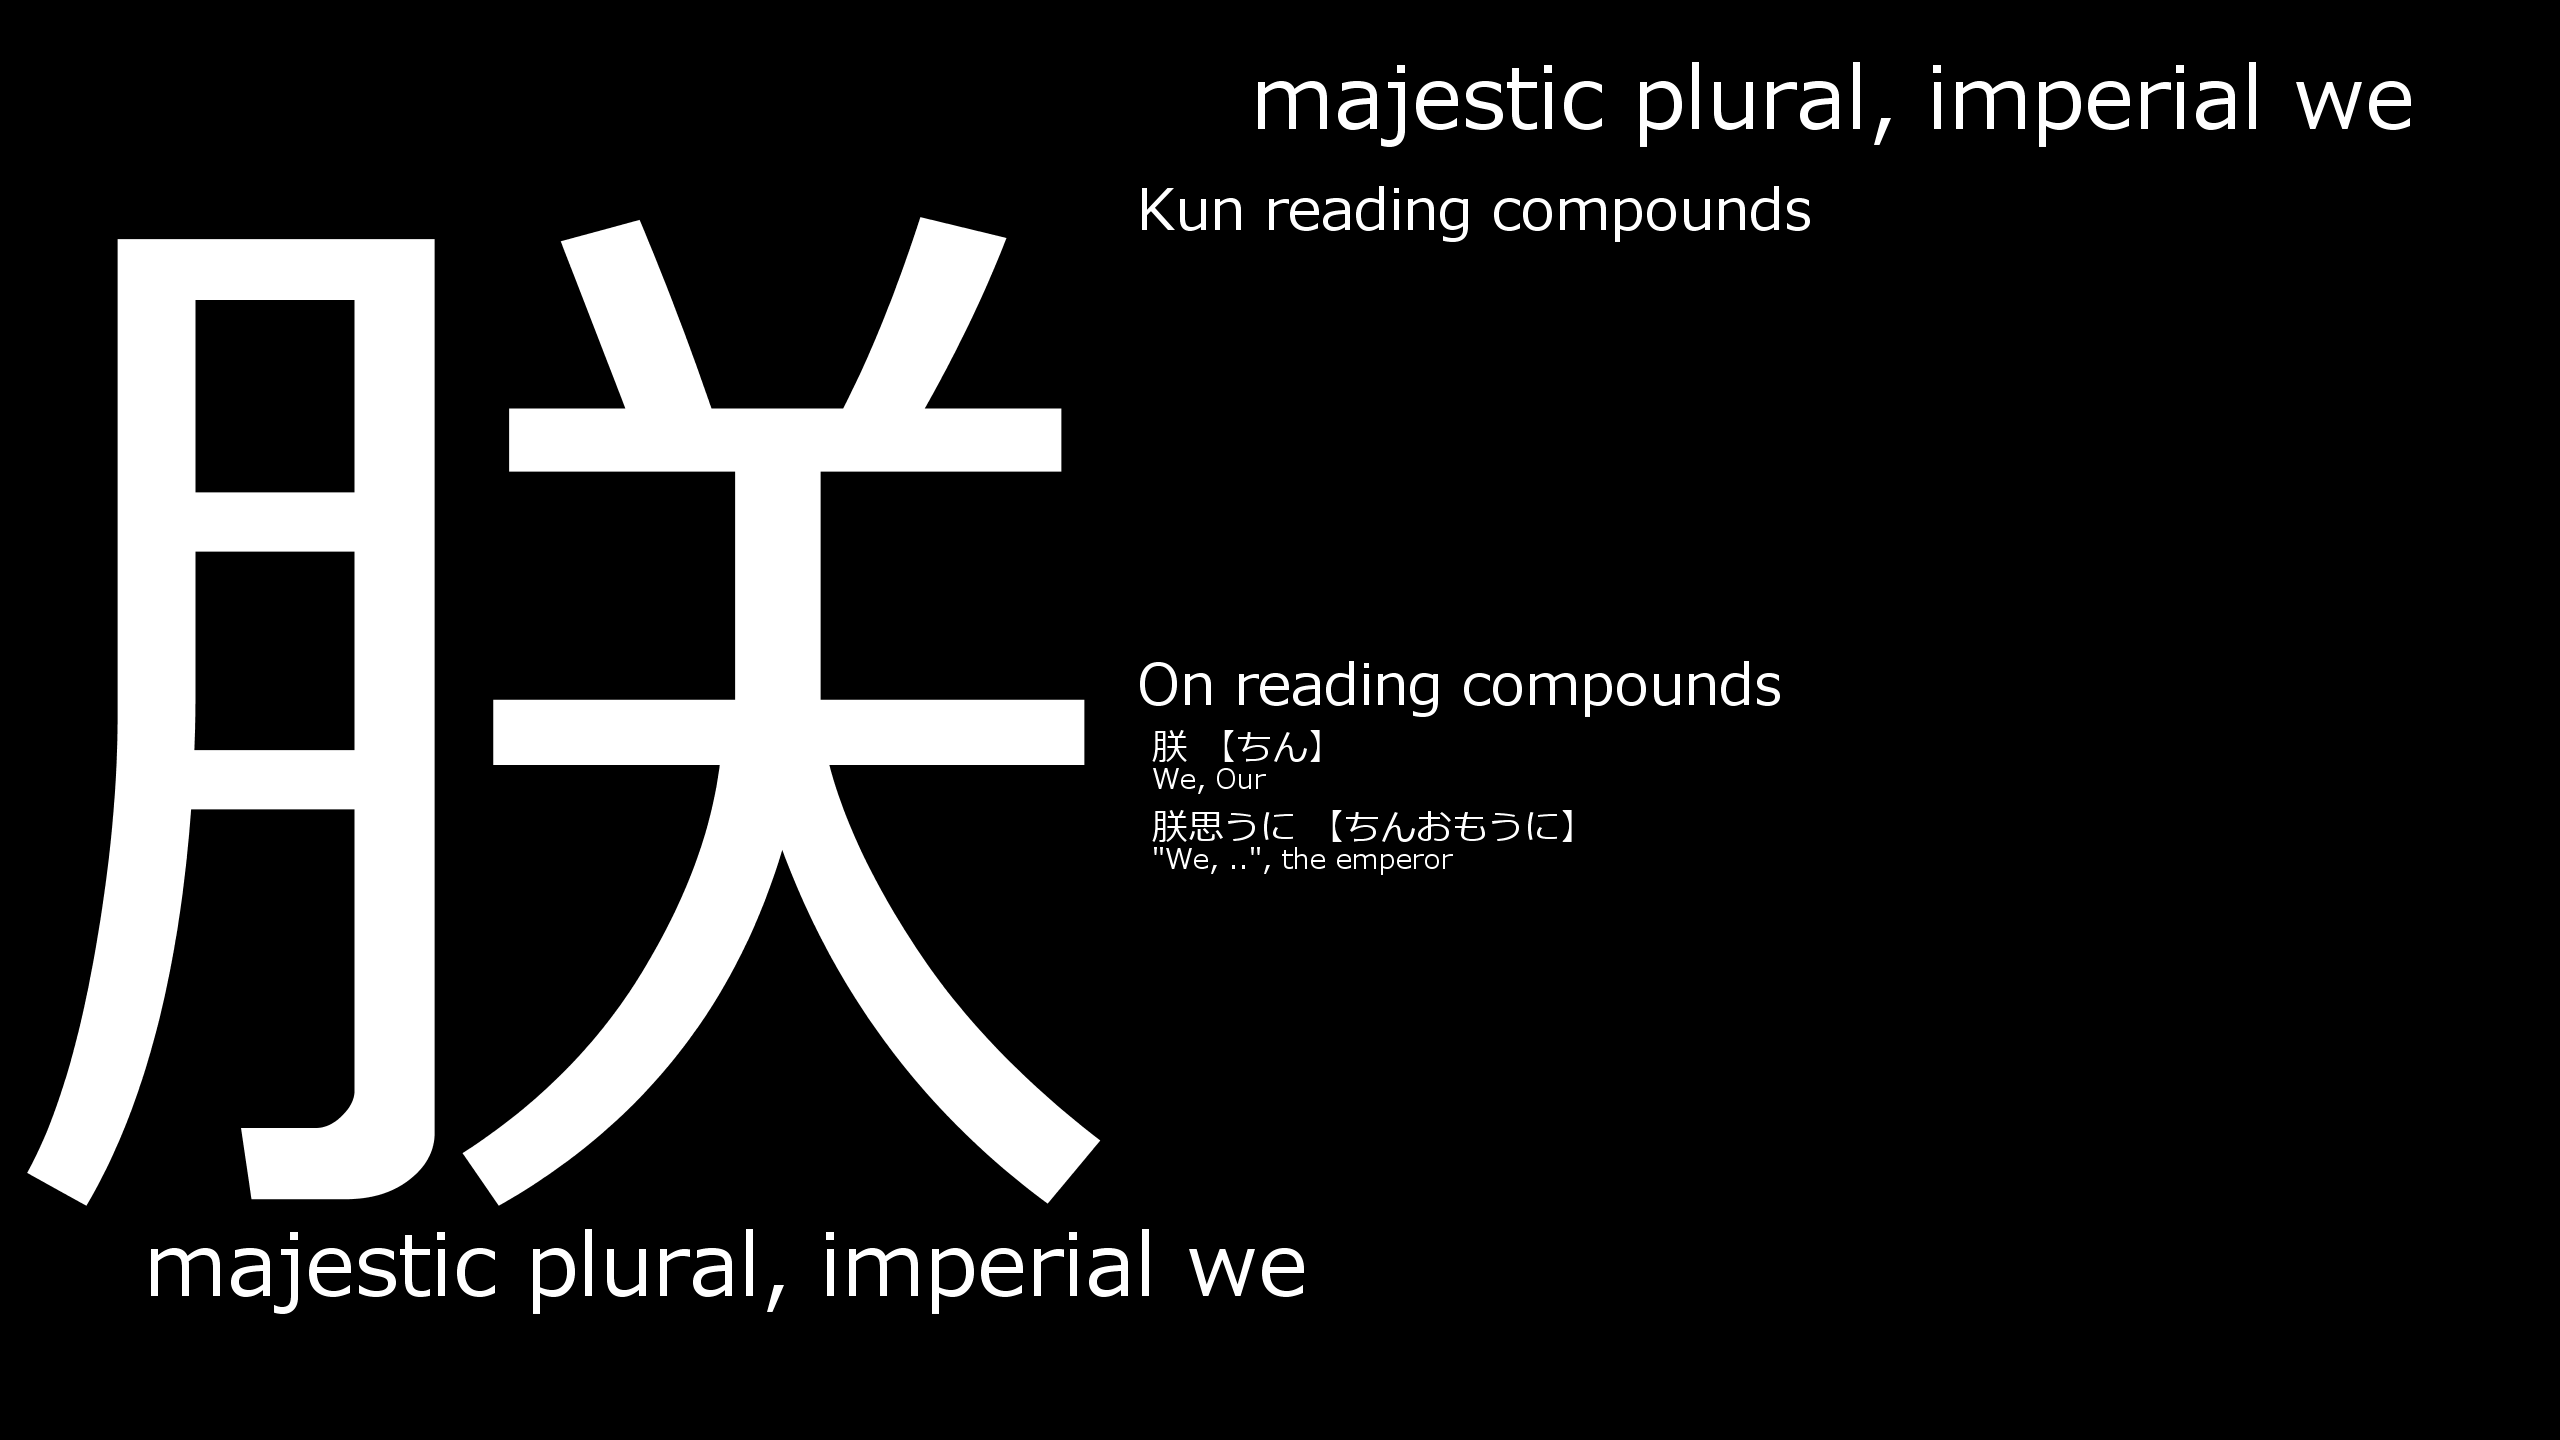 majestic plural, imperial we
Kun reading compounds
朕
On reading compounds
朕 【ちん】
We, Our
朕思うに 【ちんおもうに】
"We, ..", the emperor
majestic plural, imperial we